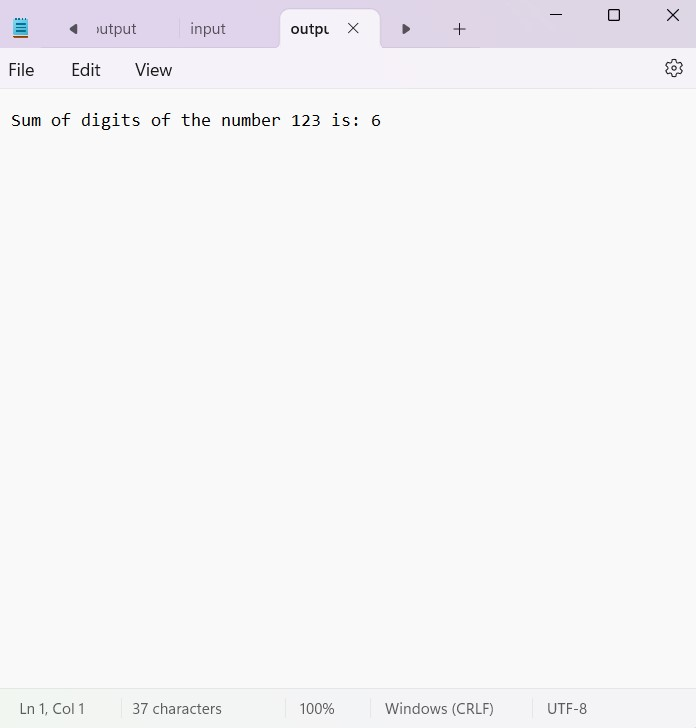 output
input
outpu
File Edit View
Sum of digits of the number 123 is: 6
Ln 1, Col 1 37 characters 100% Windows (CRLF) UTF-8